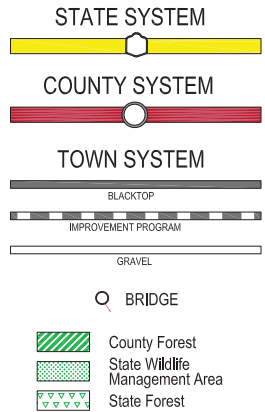 STATE SYSTEM
COUNTY SYSTEM
TOWN SYSTEM
BLACKTOP
IMPROVEMENT PROGRAM
GRAVEL
BRIDGE
County Forest
State Wildlife
Management Area
State Forest